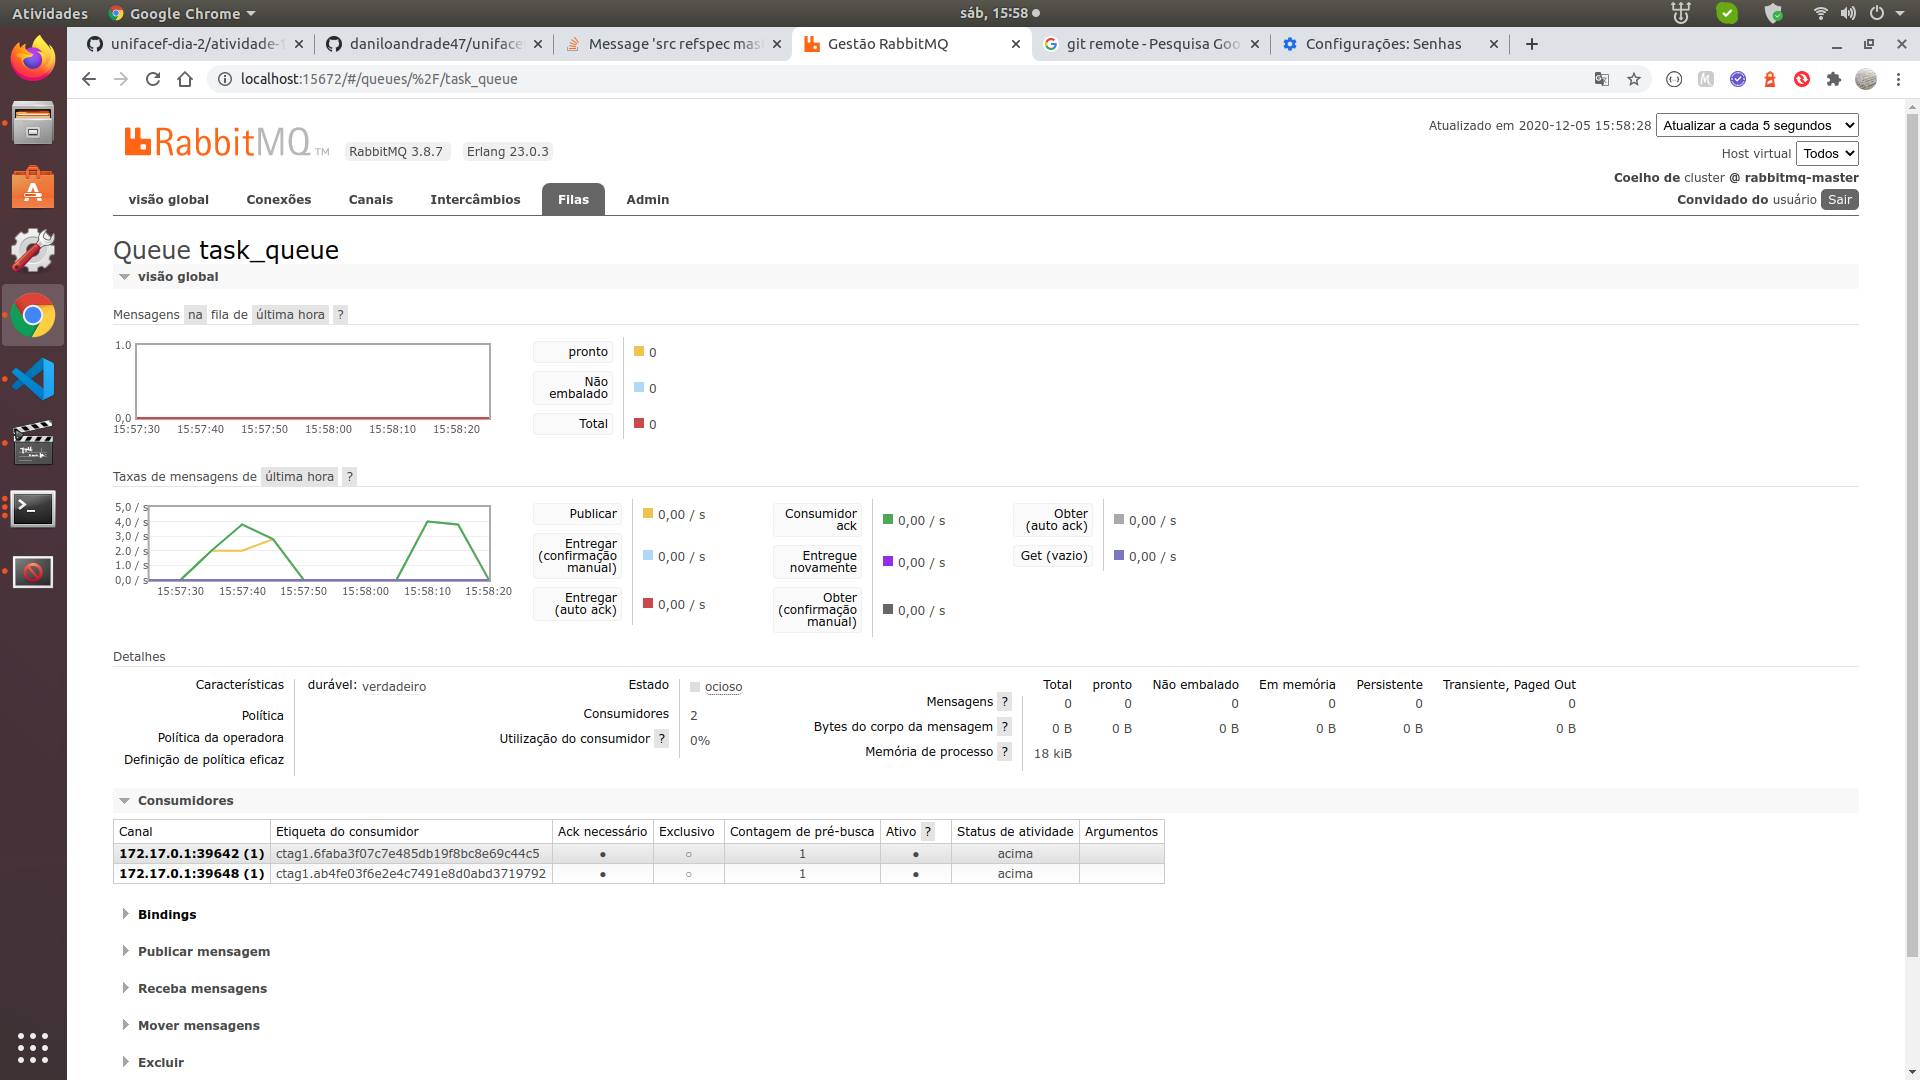 Atividades
Google Chrome
sáb, 15:58
unifacef-dia-2/atividade-1
daniloandrade47/unifacef
Message 'src refspec mast
Gestão RabbitMQ
git remote - Pesquisa Goo
Configurações: Senhas
localhost:15672/#/queues/%2F/task_queue
RabbitMQ TM
RabbitMQ 3.8.7
Erlang 23.0.3
Atualizado em 2020-12-05 15:58:28
Atualizar a cada 5 segundos
Host virtual
Todos
Coelho de cluster @ rabbitmq-master
Convidado do usuário
Sair
visão global
Conexões
Canais
Intercâmbios
Filas
Admin
Queue task_queue
visão global
Mensagens na fila de última hora ?
1.0
0,0
15:57:30 15:57:40 15:57:50 15:58:00 15:58:10 15:58:20
pronto 0
Não embalado 0
Total 0
Taxas de mensagens de última hora ?
5,0 / s
4,0 / s
3,0 / s
2.0 / s
1.0 / s
0,0 / s
15:57:30 15:57:40 15:57:50 15:58:00 15:58:10 15:58:20
Publicar 0,00 / s
Entregar (confirmação manual) 0,00 / s
Entregar (auto ack) 0,00 / s
Consumidor ack 0,00 / s
Entregue novamente 0,00 / s
Obter (confirmação manual) 0,00 / s
Obter (auto ack) 0,00 / s
Get (vazio) 0,00 / s
Detalhes
Características durável: verdadeiro
Política
Política da operadora
Definição de política eficaz
Estado ocioso
Consumidores 2
Utilização do consumidor ? 0%
Total pronto Não embalado Em memória Persistente Transiente, Paged Out
Mensagens ? 0 0 0 0 0 0
Bytes do corpo da mensagem ? 0 B 0 B 0 B 0 B 0 B 0 B
Memória de processo ? 18 kiB
Consumidores
Canal Etiqueta do consumidor Ack necessário Exclusivo Contagem de pré-busca Ativo ? Status de atividade Argumentos
172.17.0.1:39642 (1) ctag1.6faba3f07c7e485db19f8bc8e69c44c5 ● ○ 1 ● acima
172.17.0.1:39648 (1) ctag1.ab4fe03f6e2e4c7491e8d0abd3719792 ● ○ 1 ● acima
Bindings
Publicar mensagem
Receba mensagens
Mover mensagens
Excluir